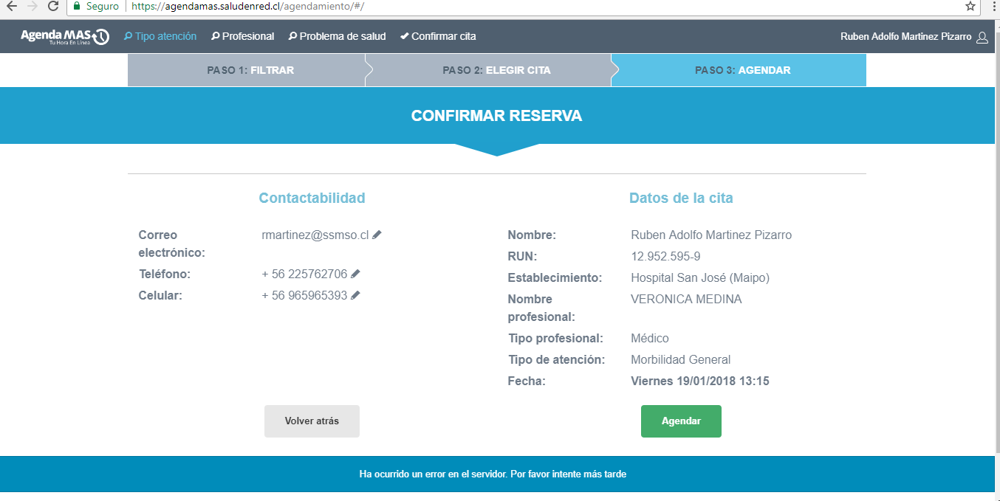 Seguro
https://agendamas.saludenred.cl/agendamiento/#/
Agenda MAS
Tu Hora En Línea
Tipo atención
Profesional
Problema de salud
Confirmar cita
Ruben Adolfo Martinez Pizarro
PASO 1: FILTRAR
PASO 2: ELEGIR CITA
PASO 3: AGENDAR
CONFIRMAR RESERVA
Contactabilidad
Correo electrónico: rmartinez@ssmso.cl
Teléfono: + 56 225762706
Celular: + 56 965965393
Datos de la cita
Nombre: Ruben Adolfo Martinez Pizarro
RUN: 12.952.595-9
Establecimiento: Hospital San José (Maipo)
Nombre profesional: VERONICA MEDINA
Tipo profesional: Médico
Tipo de atención: Morbilidad General
Fecha: Viernes 19/01/2018 13:15
Volver atrás
Agendar
Ha ocurrido un error en el servidor. Por favor intente más tarde